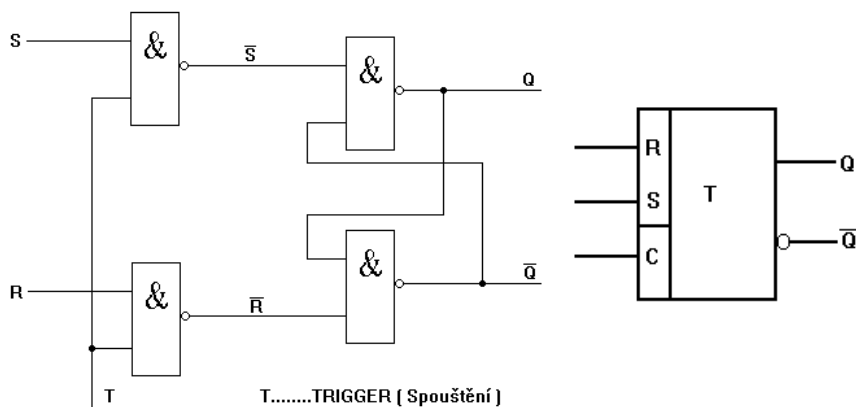 S
&
S̅
&
Q
R
&
R̅
&
Q̅
T
T........TRIGGER ( Spouštění )
R
S
C
T
Q
Q̅